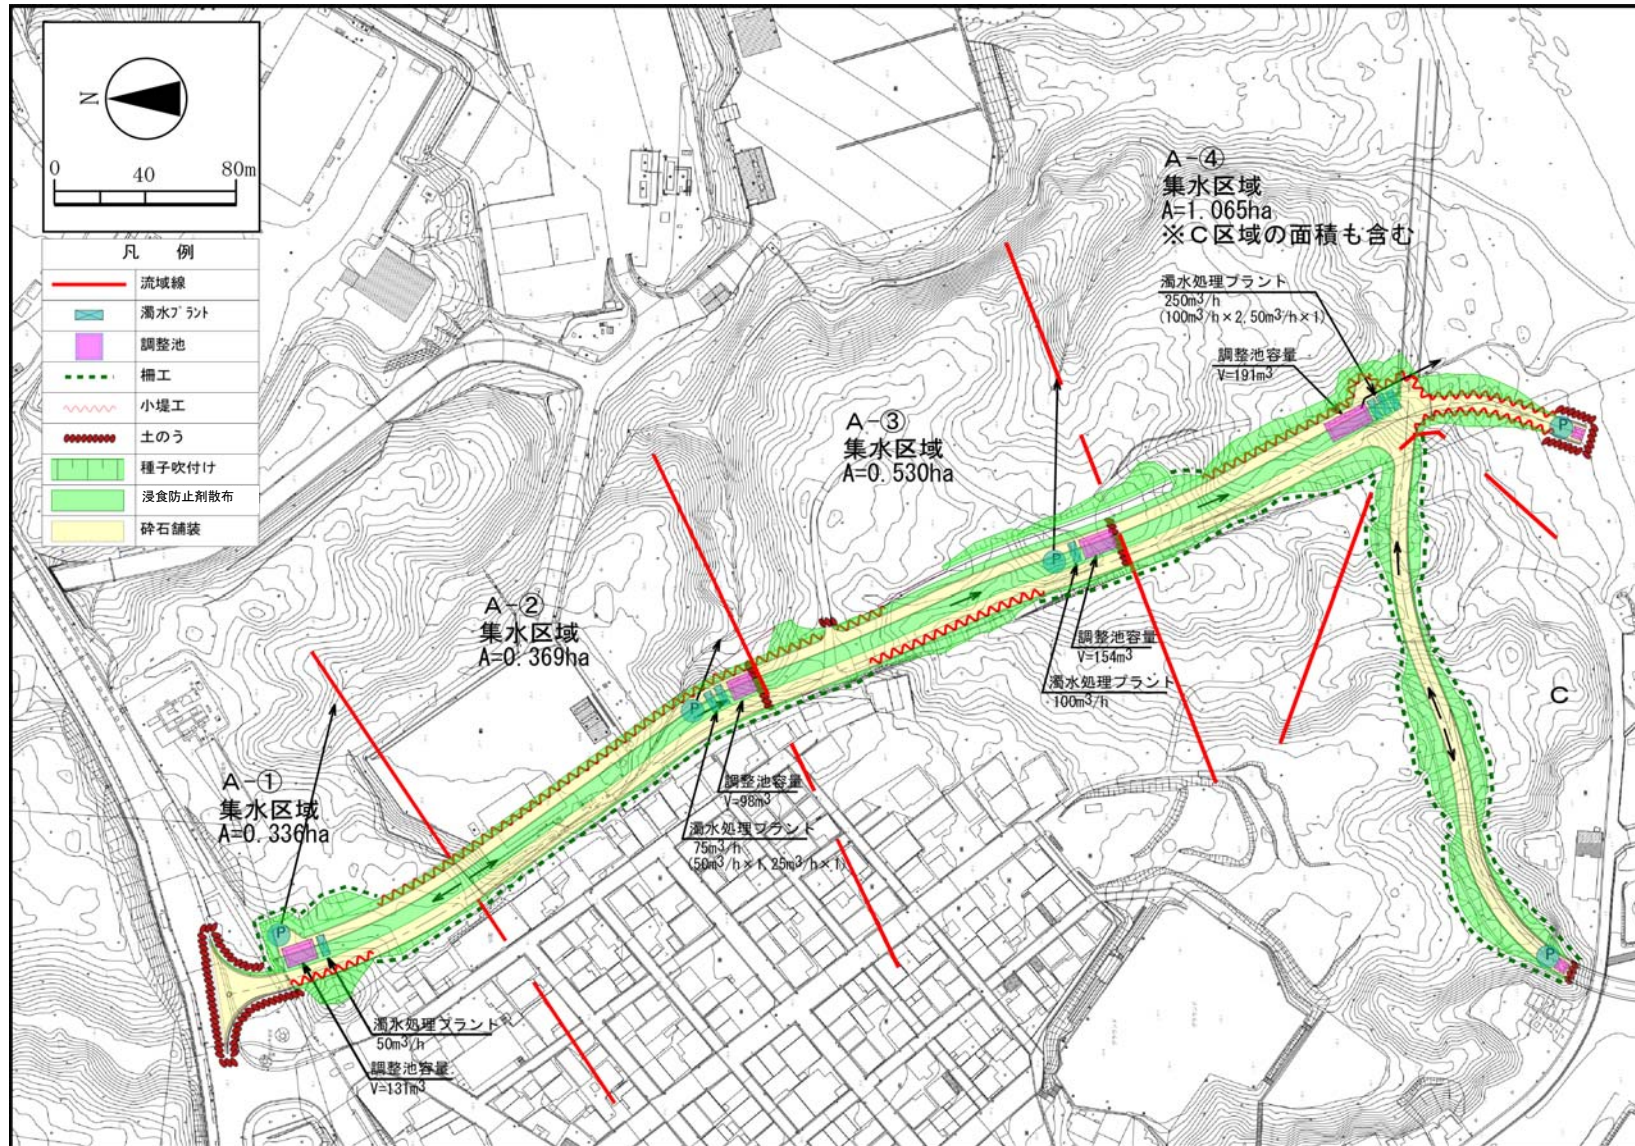 N
0 40 80m
凡 例
流域線
濁水プラント
調整池
柵工
小堤工
土のう
種子吹付け
浸食防止剤散布
砕石舗装
A-④
集水区域
A=1.065ha
※C区域の面積も含む
濁水処理プラント
250m³/h
(100m³/h×2,50m³/h×1)
調整池容量
V=191m³
P
A-③
集水区域
A=0.530ha
P
調整池容量
V=154m³
濁水処理プラント
100m³/h
C
A-②
集水区域
A=0.369ha
P
調整池容量
V=98m³
濁水処理プラント
75m³/h
(50m³/h×1,25m³/h×1)
A-①
集水区域
A=0.336ha
P
濁水処理プラント
50m³/h
調整池容量
V=131m³
P